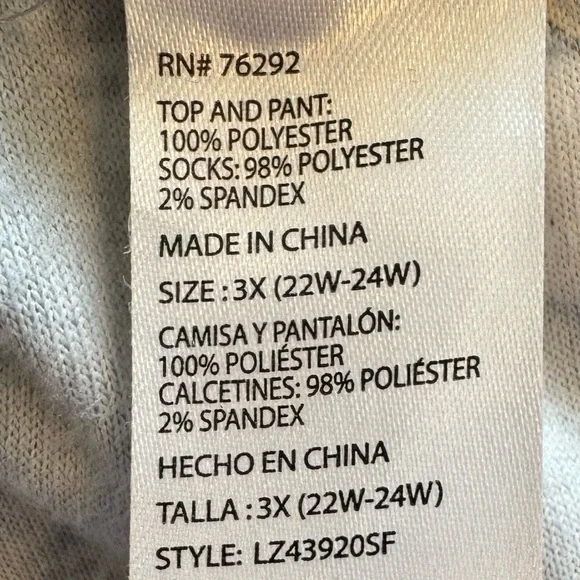 RN# 76292
TOP AND PANT:
100% POLYESTER
SOCKS: 98% POLYESTER
2% SPANDEX
MADE IN CHINA
SIZE : 3X (22W-24W)
CAMISA Y PANTALÓN:
100% POLIÉSTER
CALCETINES: 98% POLIÉSTER
2% SPANDEX
HECHO EN CHINA
TALLA : 3X (22W-24W)
STYLE: LZ43920SF